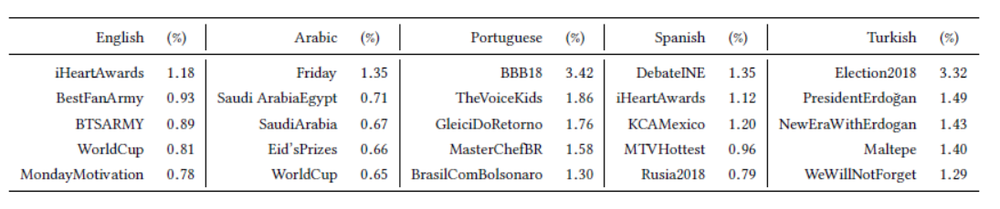 English (%) Arabic (%) Portuguese (%) Spanish (%) Turkish (%)
iHeartAwards 1.18 Friday 1.35 BBB18 3.42 DebateINE 1.35 Election2018 3.32
BestFanArmy 0.93 Saudi ArabiaEgypt 0.71 TheVoiceKids 1.86 iHeartAwards 1.12 PresidentErdoğan 1.49
BTSARMY 0.89 SaudiArabia 0.67 GleiciDoRetorno 1.76 KCAMexico 1.20 NewEraWithErdogan 1.43
WorldCup 0.81 Eid'sPrizes 0.66 MasterChefBR 1.58 MTVHottest 0.96 Maltepe 1.40
MondayMotivation 0.78 WorldCup 0.65 BrasilComBolsonaro 1.30 Rusia2018 0.79 WeWillNotForget 1.29